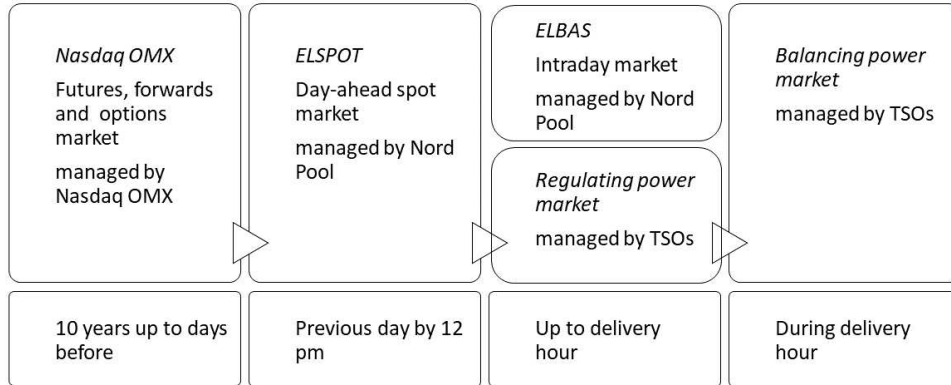 Nasdaq OMX
Futures, forwards
and options
market
managed by
Nasdaq OMX
ELSPOT
Day-ahead spot
market
managed by Nord
Pool
ELBAS
Intraday market
managed by Nord
Pool
Regulating power
market
managed by TSOs
Balancing power
market
managed by TSOs
10 years up to days
before
Previous day by 12
pm
Up to delivery
hour
During delivery
hour